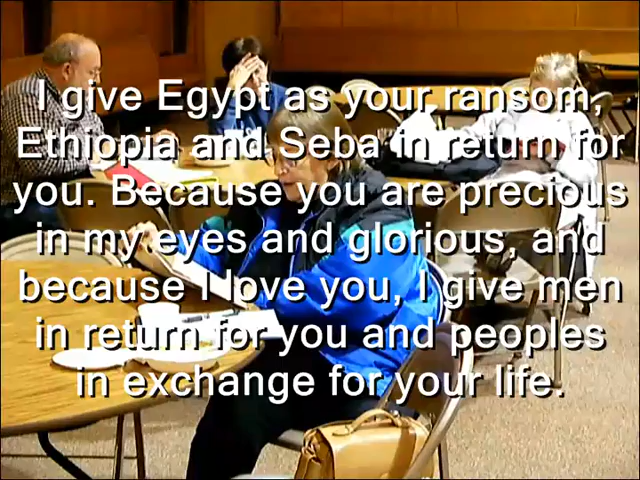 I give Egypt as your ransom,
Ethiopia and Seba in return for
you. Because you are precious
in my eyes and glorious, and
because I love you, I give men
in return for you and peoples
in exchange for your life.